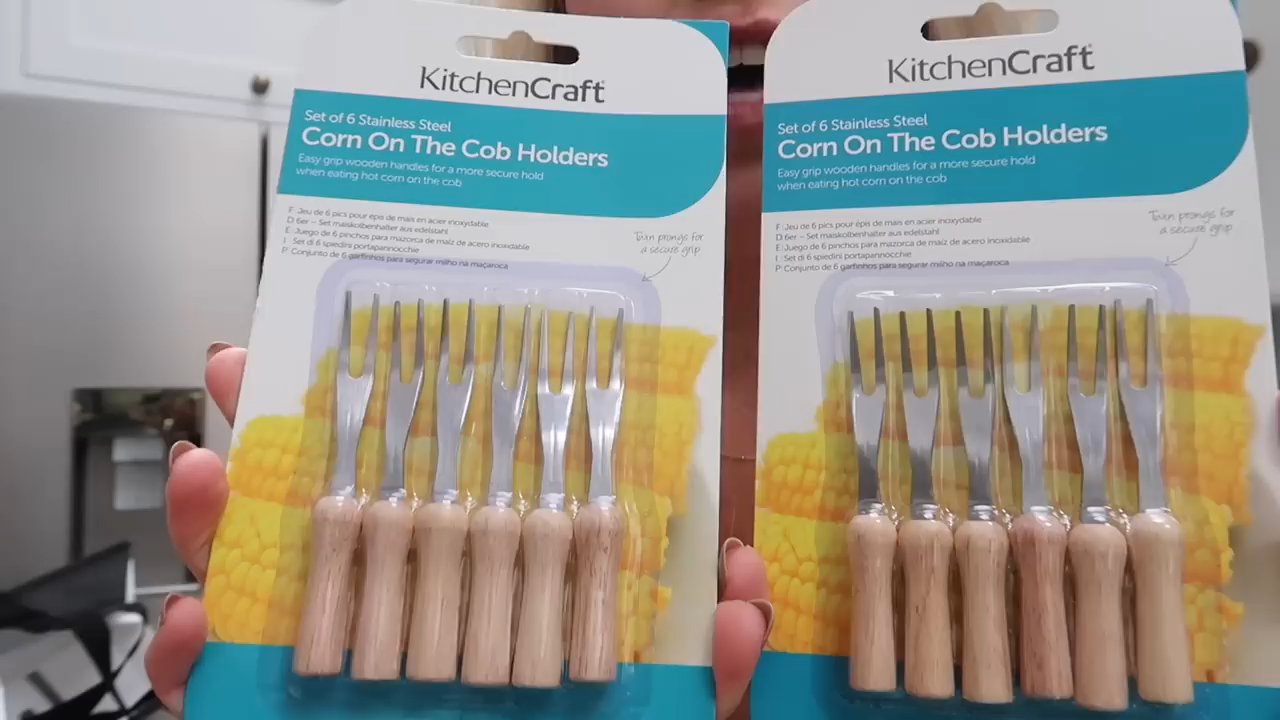 KitchenCraft
Set of 6 Stainless Steel
Corn On The Cob Holders
Easy grip wooden handles for a more secure hold
when eating hot corn on the cob
F: Jeu de 6 pics pour épis de mais en acier inoxydable
D: 6er – Set maiskolbenhalter aus edelstahl
E: Juego de 6 pinchos para mazorca de maíz de acero inoxidable
I: Set di 6 spiedini portapannocchie
P: Conjunto de 6 garfinhos para segurar milho na maçaroca
Twin prongs for
a secure grip
KitchenCraft
Set of 6 Stainless Steel
Corn On The Cob Holders
Easy grip wooden handles for a more secure hold
when eating hot corn on the cob
F: Jeu de 6 pics pour épis de mais en acier inoxydable
D: 6er – Set maiskolbenhalter aus edelstahl
E: Juego de 6 pinchos para mazorca de maíz de acero inoxidable
I: Set di 6 spiedini portapannocchie
P: Conjunto de 6 garfinhos para segurar milho na maçaroca
Twin prongs for
a secure grip